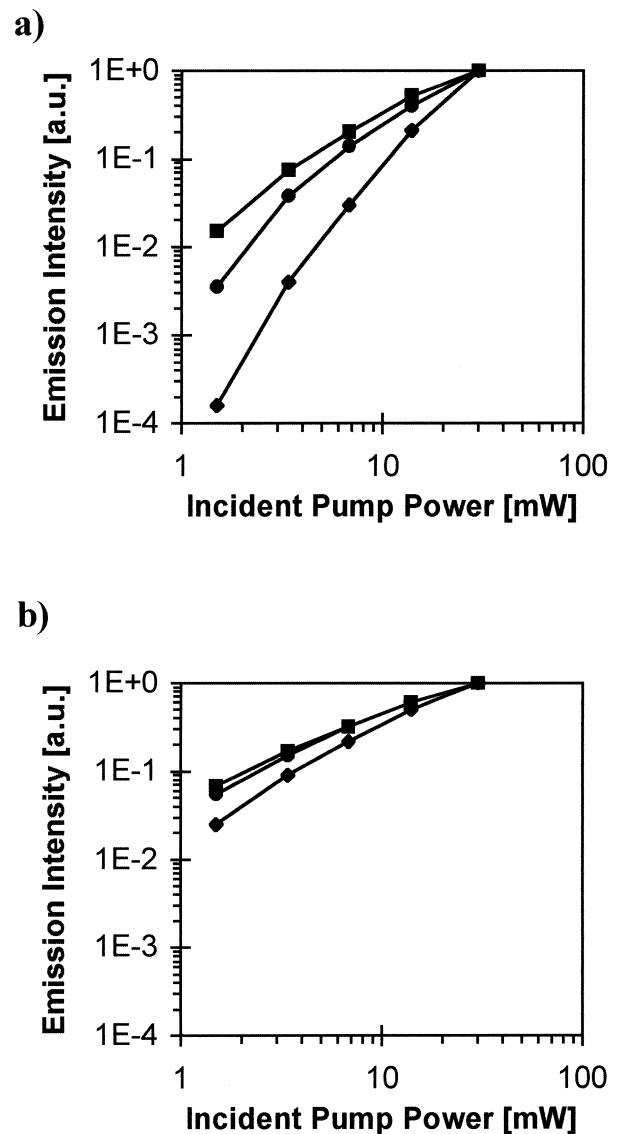 a)
Emission Intensity [a.u.]
1E+0
1E-1
1E-2
1E-3
1E-4
1
10
100
Incident Pump Power [mW]
b)
Emission Intensity [a.u.]
1E+0
1E-1
1E-2
1E-3
1E-4
1
10
100
Incident Pump Power [mW]